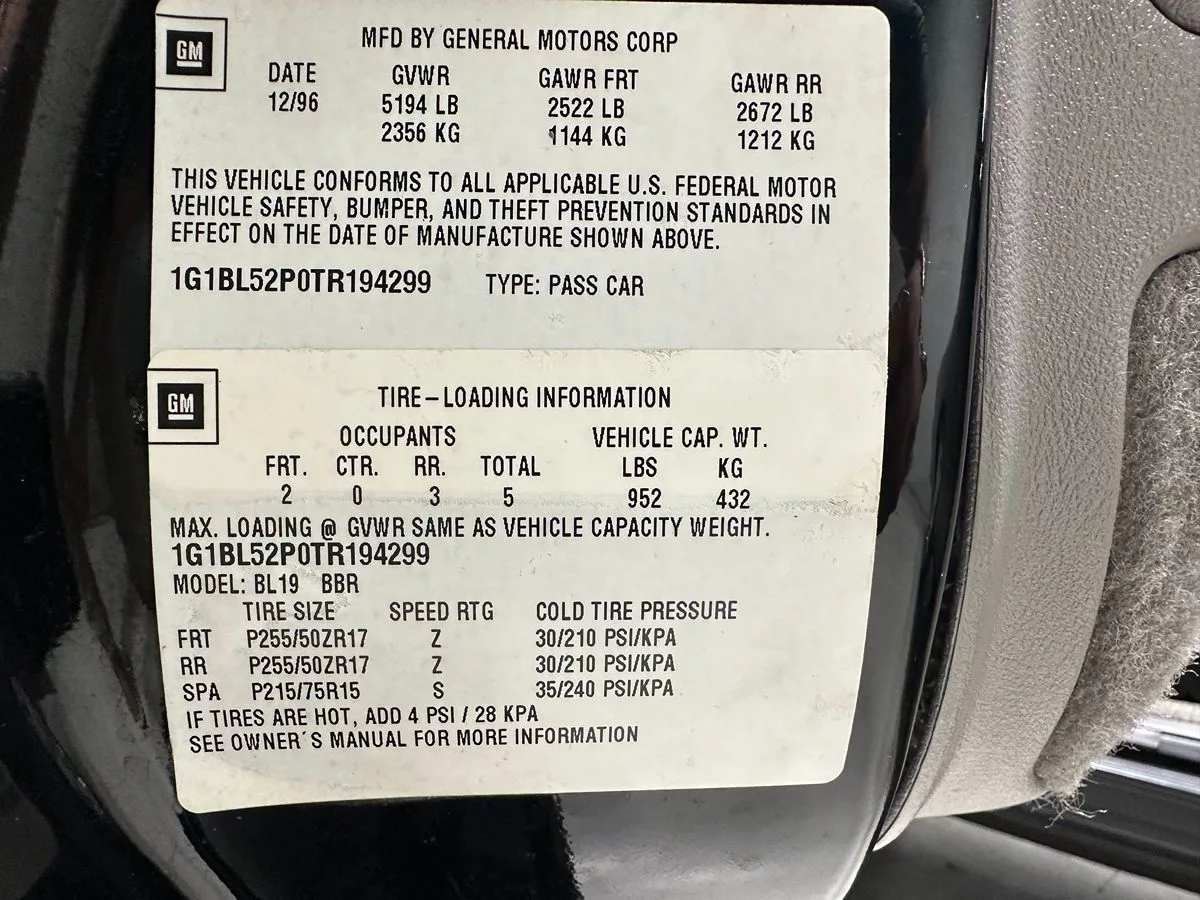 GM
MFD BY GENERAL MOTORS CORP
DATE GVWR GAWR FRT GAWR RR
12/96 5194 LB 2522 LB 2672 LB
2356 KG 1144 KG 1212 KG
THIS VEHICLE CONFORMS TO ALL APPLICABLE U.S. FEDERAL MOTOR
VEHICLE SAFETY, BUMPER, AND THEFT PREVENTION STANDARDS IN
EFFECT ON THE DATE OF MANUFACTURE SHOWN ABOVE.
1G1BL52P0TR194299 TYPE: PASS CAR
GM
TIRE–LOADING INFORMATION
OCCUPANTS VEHICLE CAP. WT.
FRT. CTR. RR. TOTAL LBS KG
2 0 3 5 952 432
MAX. LOADING @ GVWR SAME AS VEHICLE CAPACITY WEIGHT.
1G1BL52P0TR194299
MODEL: BL19 BBR
TIRE SIZE SPEED RTG COLD TIRE PRESSURE
FRT P255/50ZR17 Z 30/210 PSI/KPA
RR P255/50ZR17 Z 30/210 PSI/KPA
SPA P215/75R15 S 35/240 PSI/KPA
IF TIRES ARE HOT, ADD 4 PSI / 28 KPA
SEE OWNER´S MANUAL FOR MORE INFORMATION